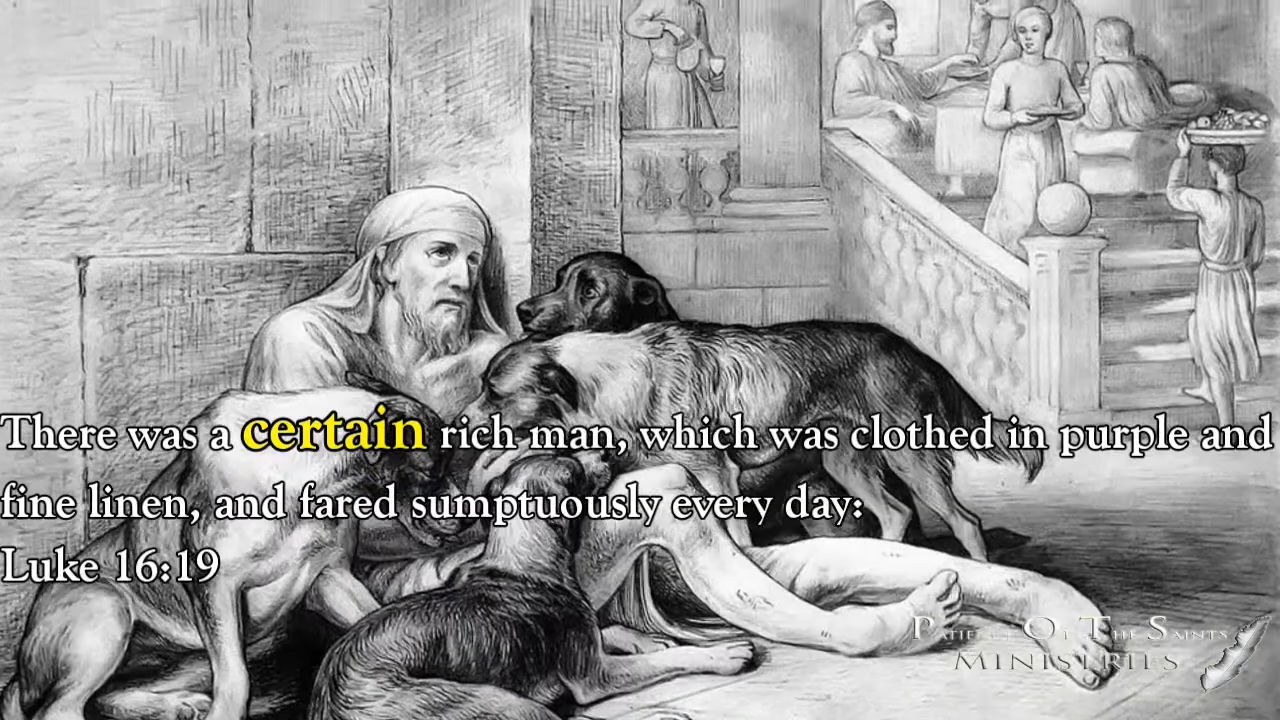 There was a certain rich man, which was clothed in purple and
fine linen, and fared sumptuously every day:
Luke 16:19
Patience Of The Saints
Ministries